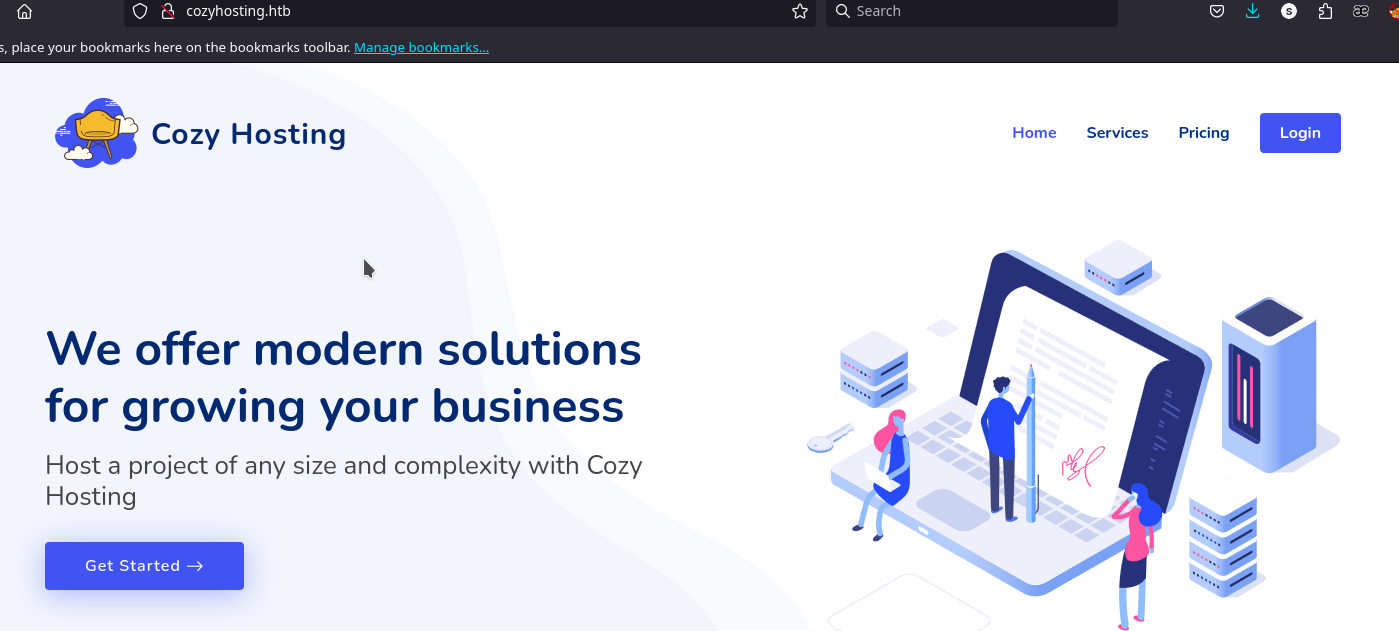 cozyhosting.htb
Search
s, place your bookmarks here on the bookmarks toolbar. Manage bookmarks...
Cozy Hosting
Home Services Pricing Login
We offer modern solutions
for growing your business
Host a project of any size and complexity with Cozy
Hosting
Get Started →